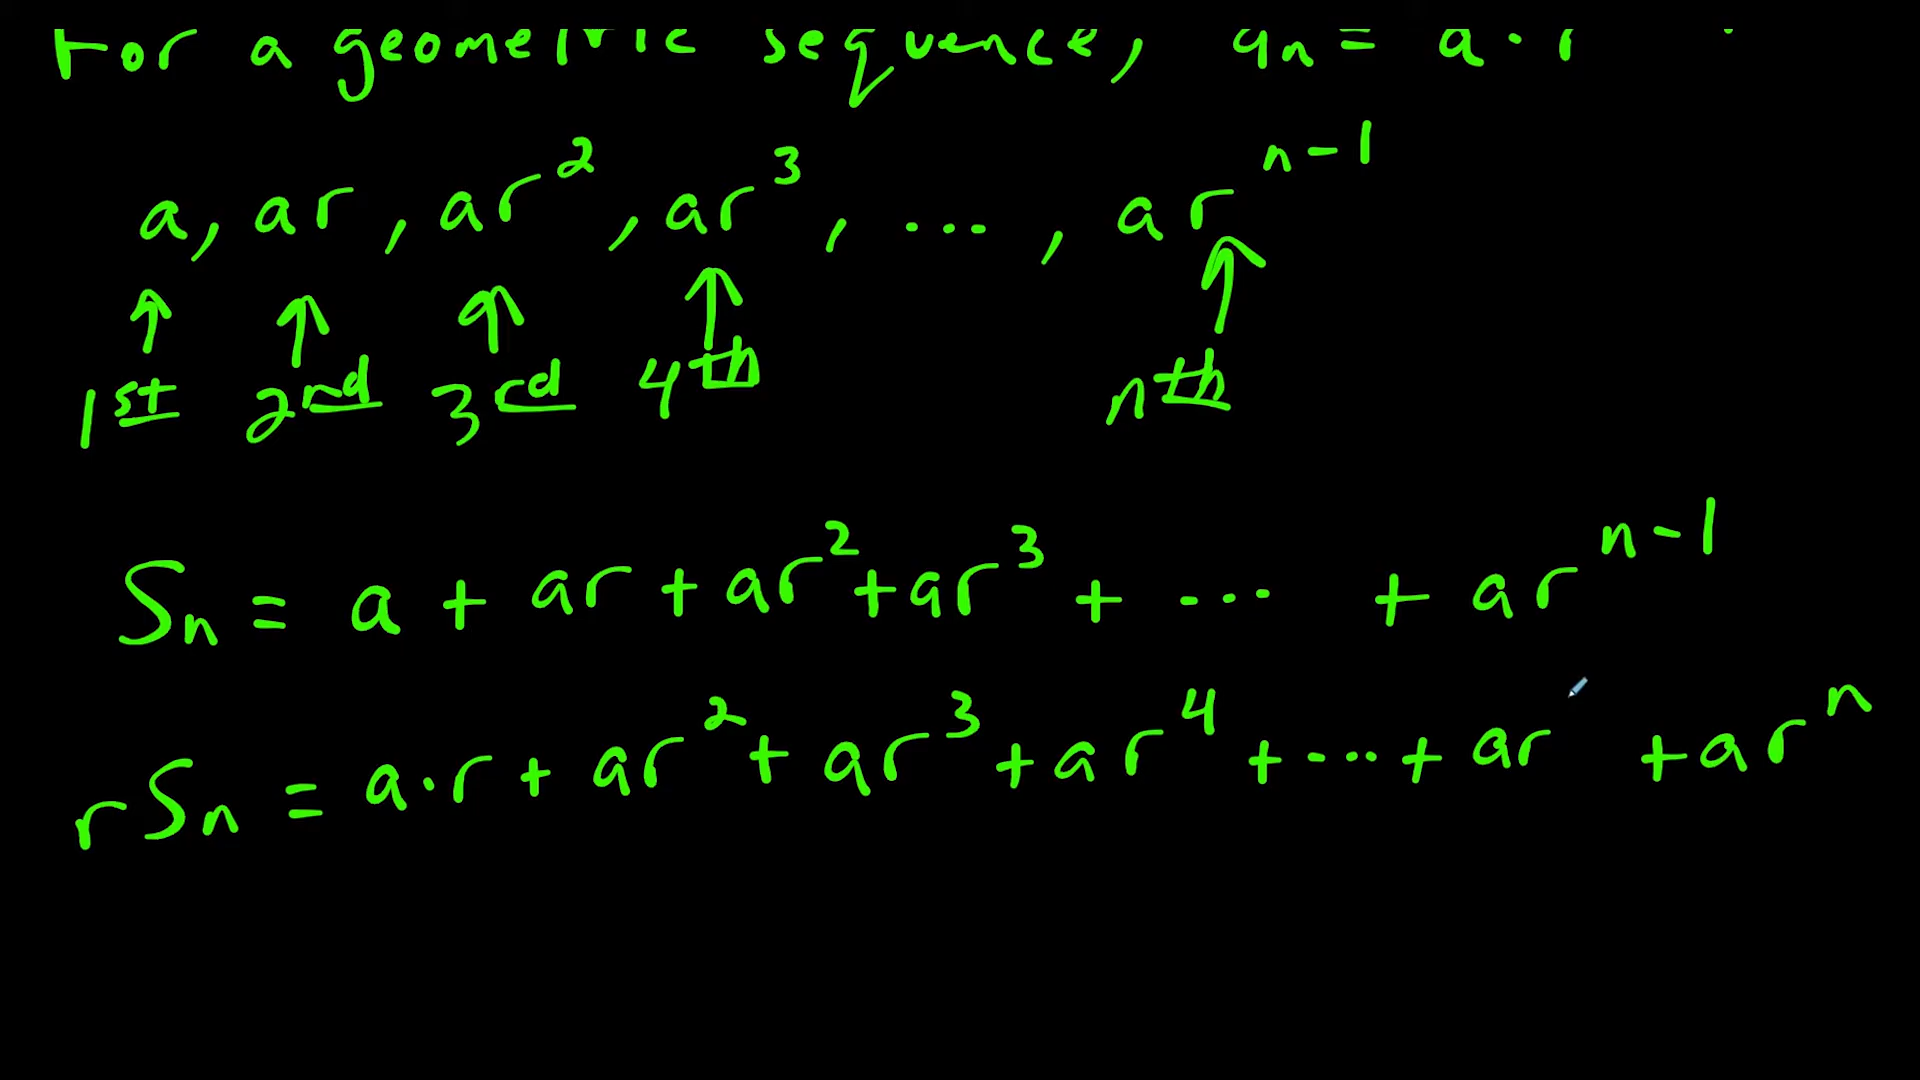 For a geometric sequence, aₙ = a · r
a, ar, ar², ar³, ..., arⁿ⁻¹
1st 2nd 3rd 4th nth
Sₙ = a + ar + ar² + ar³ + ... + arⁿ⁻¹
rSₙ = a·r + ar² + ar³ + ar⁴ + ... + ar + arⁿ